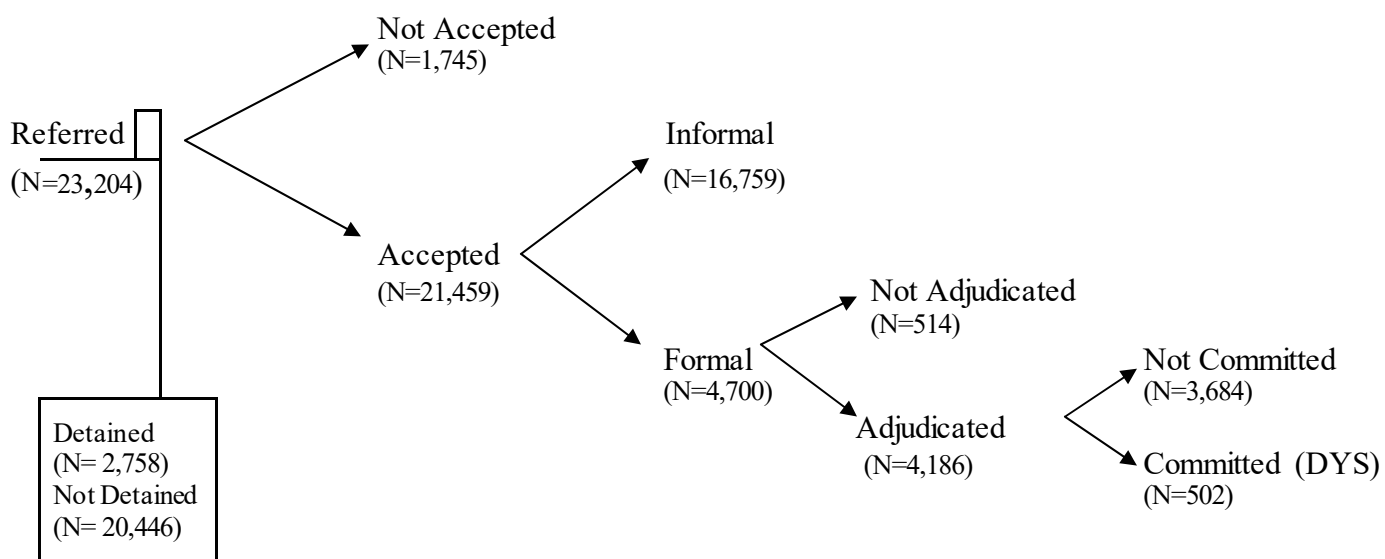 Not Accepted
(N=1,745)
Referred
(N=23,204)
Informal
(N=16,759)
Accepted
(N=21,459)
Not Adjudicated
(N=514)
Formal
(N=4,700)
Not Committed
(N=3,684)
Adjudicated
(N=4,186)
Committed (DYS)
(N=502)
Detained
(N= 2,758)
Not Detained
(N= 20,446)